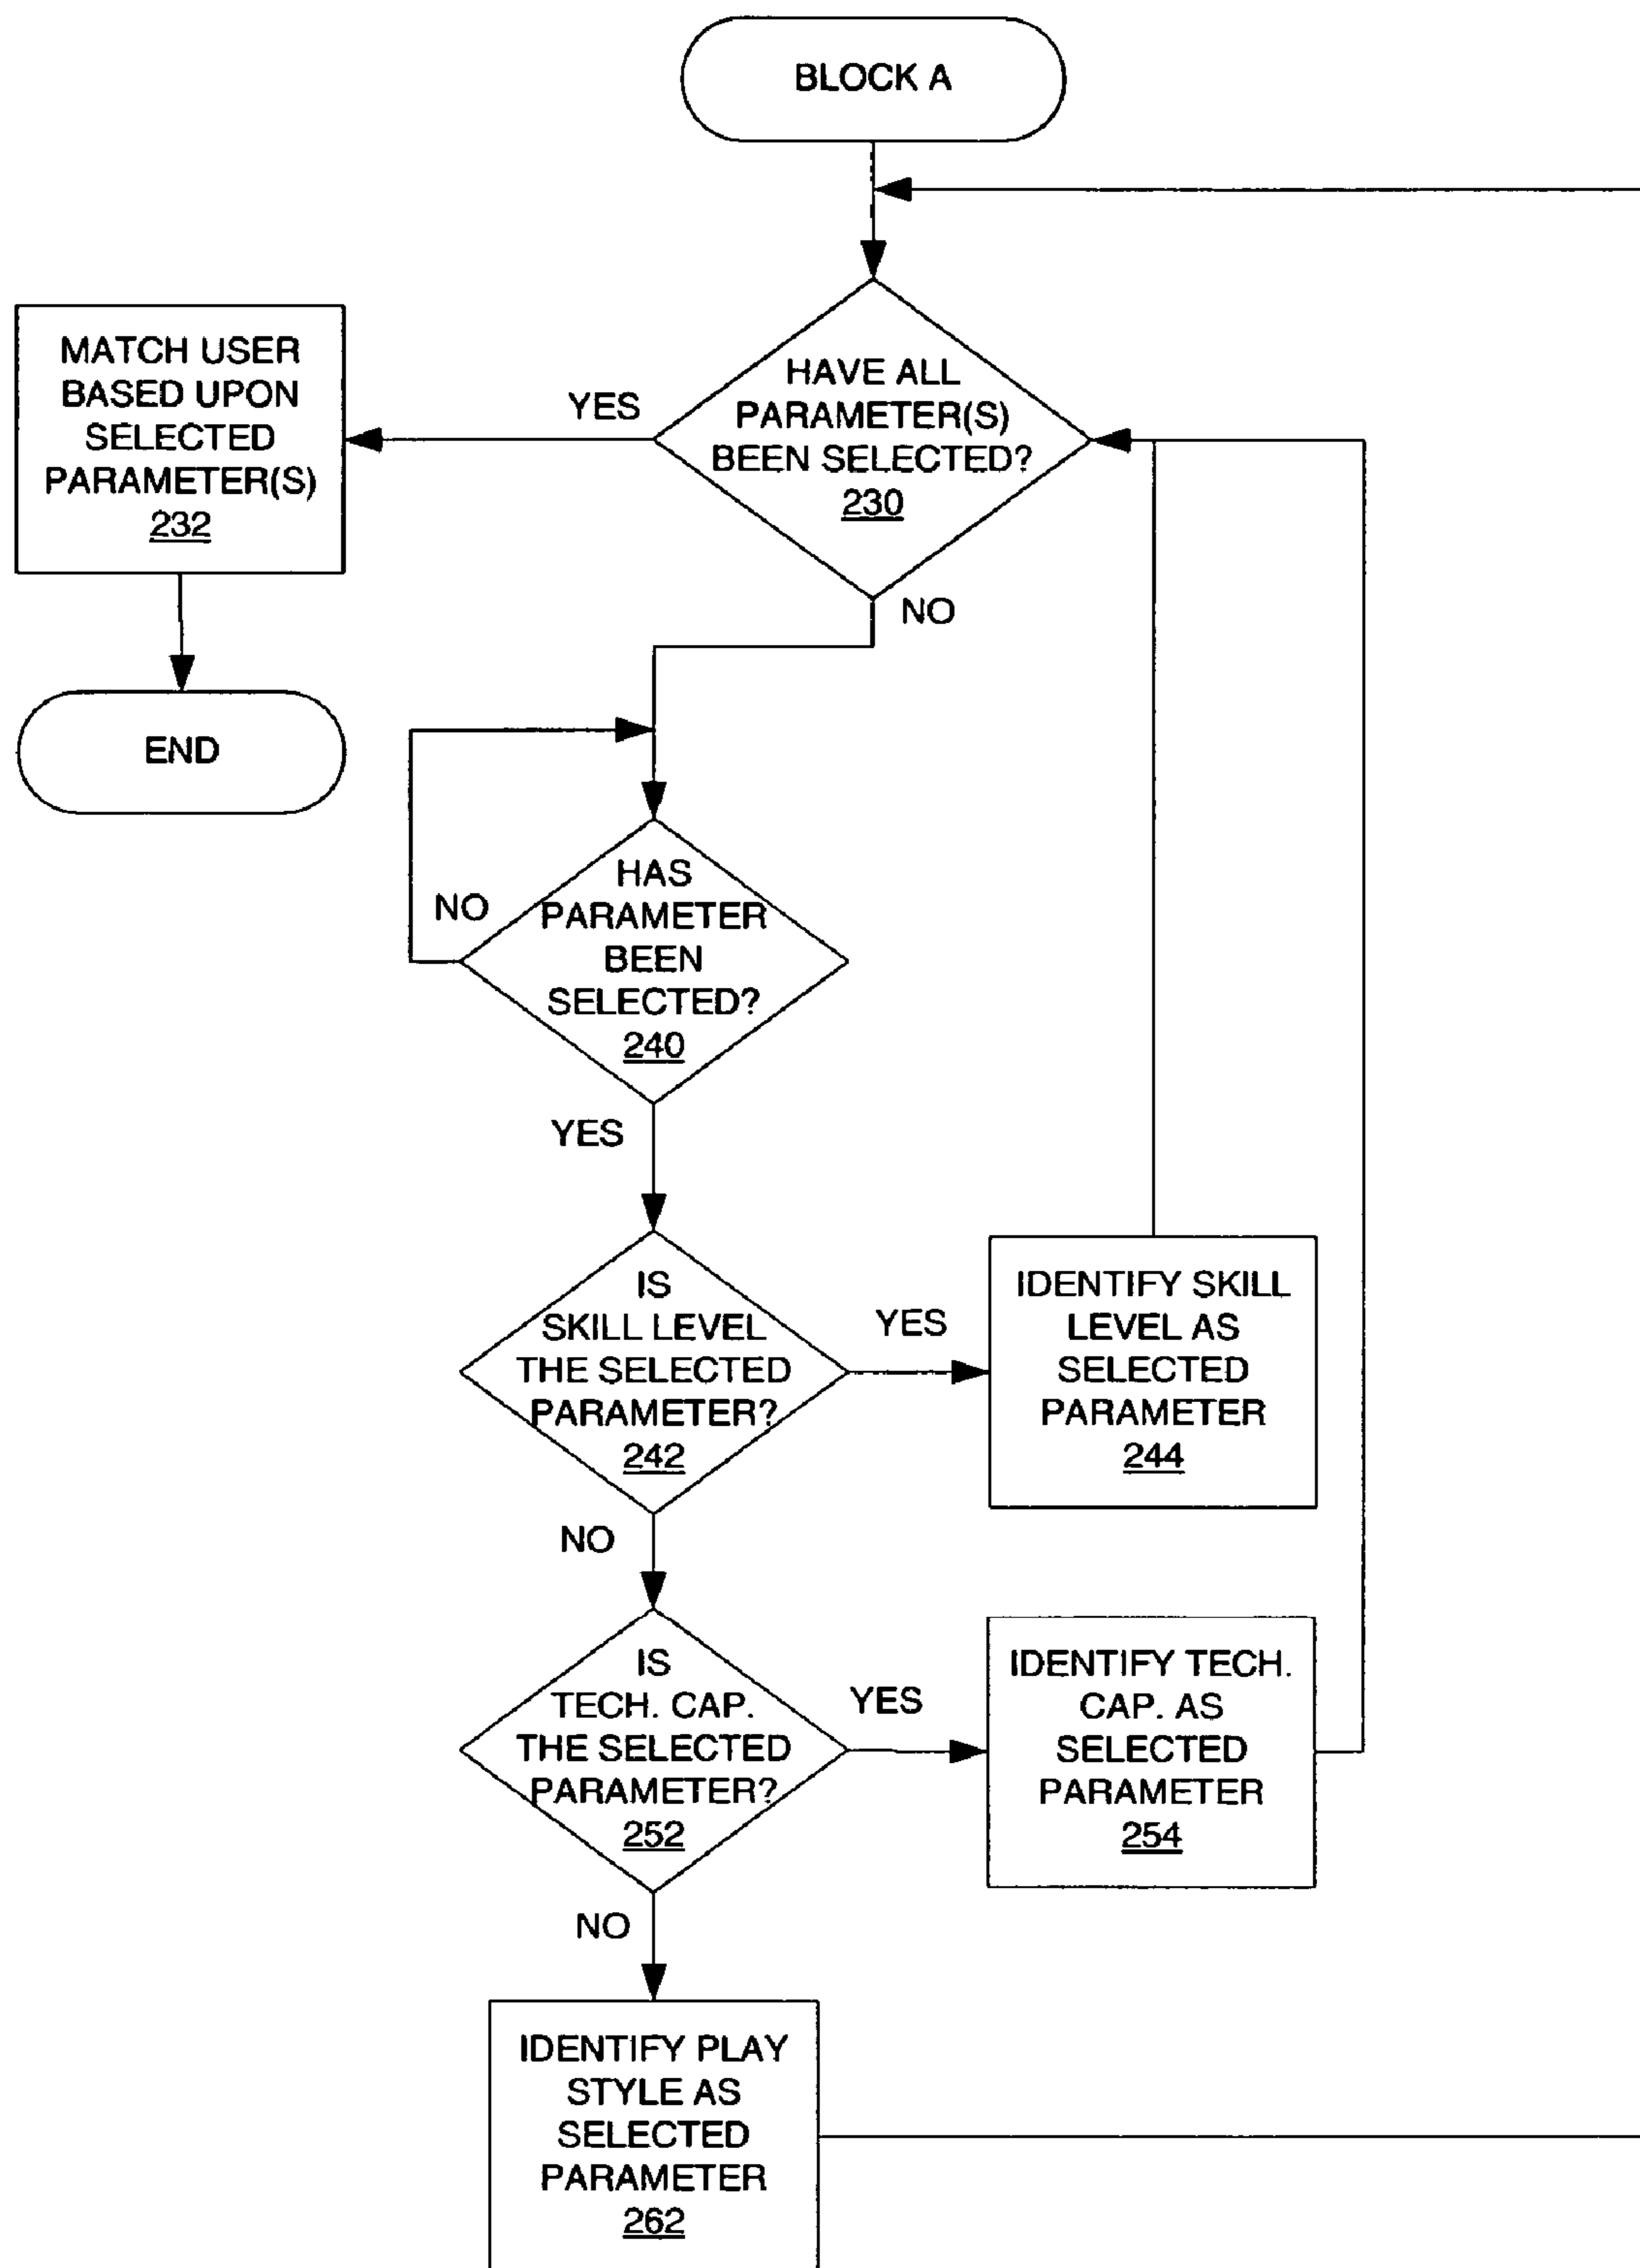 BLOCK A
HAVE ALL
PARAMETER(S)
BEEN SELECTED?
230
YES
MATCH USER
BASED UPON
SELECTED
PARAMETER(S)
232
NO
END
HAS
PARAMETER
BEEN
SELECTED?
240
NO
YES
IS
SKILL LEVEL
THE SELECTED
PARAMETER?
242
YES
IDENTIFY SKILL
LEVEL AS
SELECTED
PARAMETER
244
NO
IS
TECH. CAP.
THE SELECTED
PARAMETER?
252
YES
IDENTIFY TECH.
CAP. AS
SELECTED
PARAMETER
254
NO
IDENTIFY PLAY
STYLE AS
SELECTED
PARAMETER
262